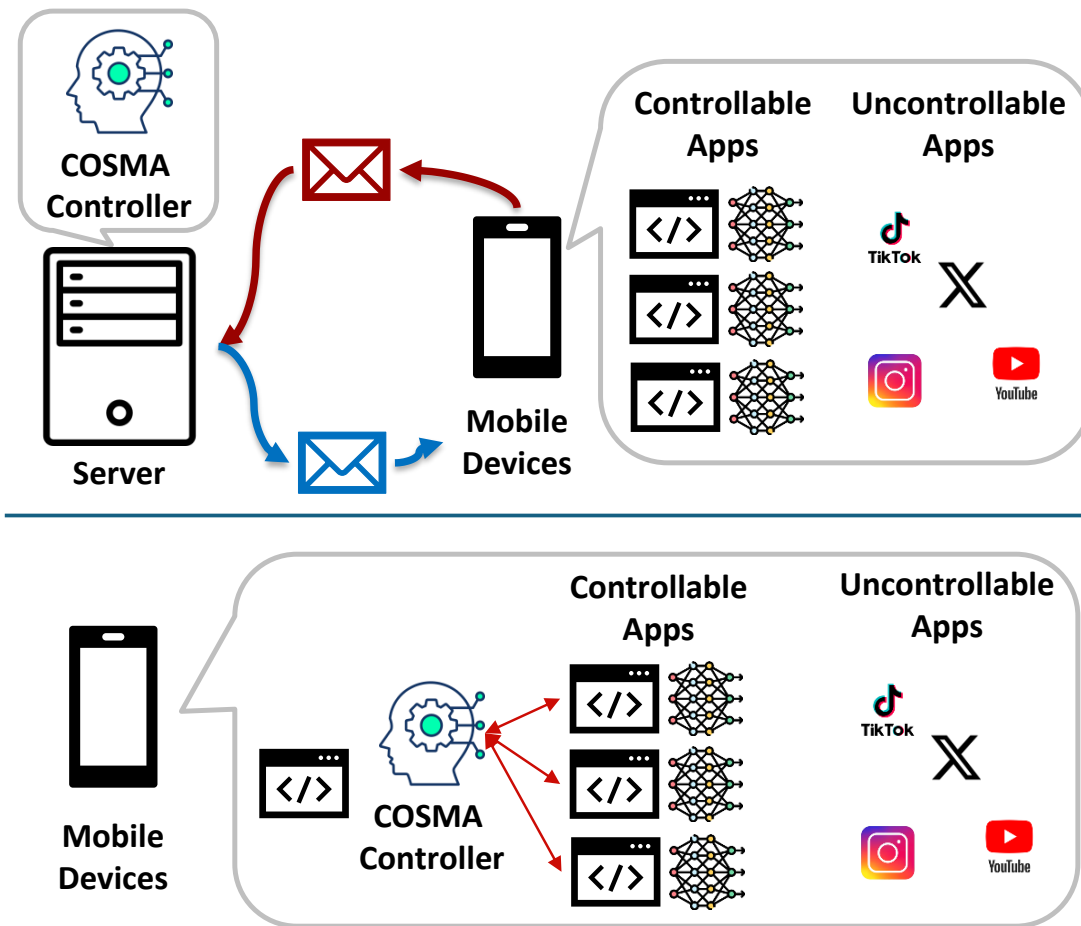 COSMA
Controller
Server
Mobile
Devices
Controllable
Apps
Uncontrollable
Apps
</>
</>
</>
TikTok
X
YouTube
Mobile
Devices
</>
COSMA
Controller
Controllable
Apps
Uncontrollable
Apps
</>
</>
</>
TikTok
X
YouTube